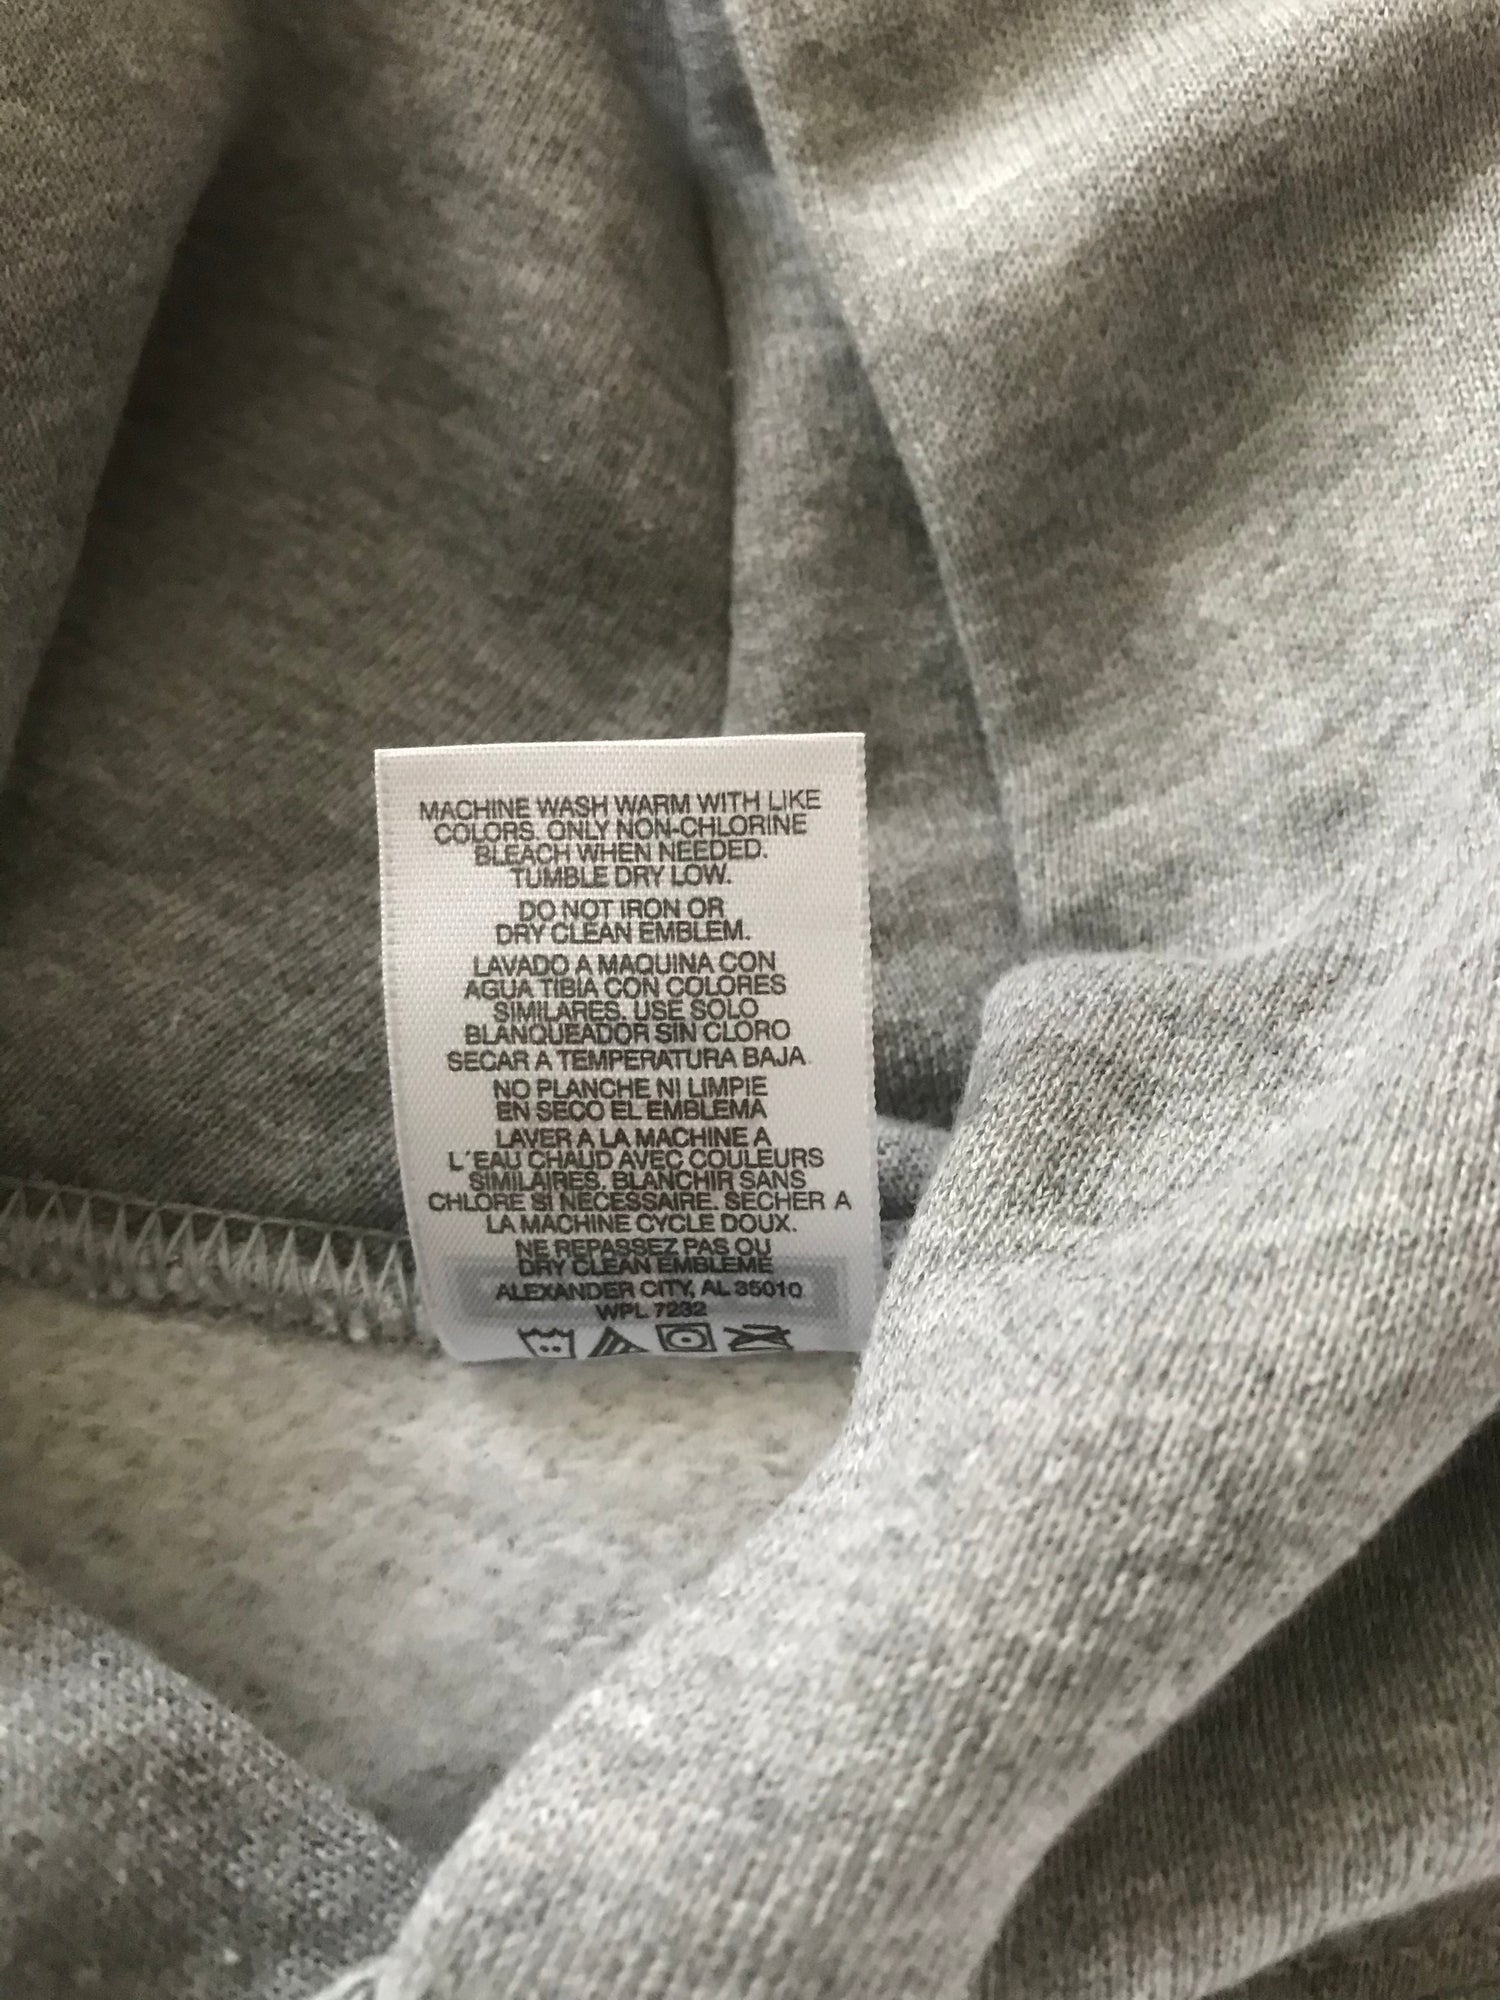 MACHINE WASH WARM WITH LIKE
COLORS. ONLY NON-CHLORINE
BLEACH WHEN NEEDED.
TUMBLE DRY LOW.
DO NOT IRON OR
DRY CLEAN EMBLEM.
LAVADO A MAQUINA CON
AGUA TIBIA CON COLORES
SIMILARES. USE SOLO
BLANQUEADOR SIN CLORO
SECAR A TEMPERATURA BAJA
NO PLANCHE NI LIMPIE
EN SECO EL EMBLEMA
LAVER A LA MACHINE A
L'EAU CHAUD AVEC COULEURS
SIMILAIRES. BLANCHIR SANS
CHLORE SI NECESSAIRE. SECHER A
LA MACHINE CYCLE DOUX.
NE REPASSEZ PAS OU
DRY CLEAN EMBLEME
ALEXANDER CITY, AL 35010
WPL 7232